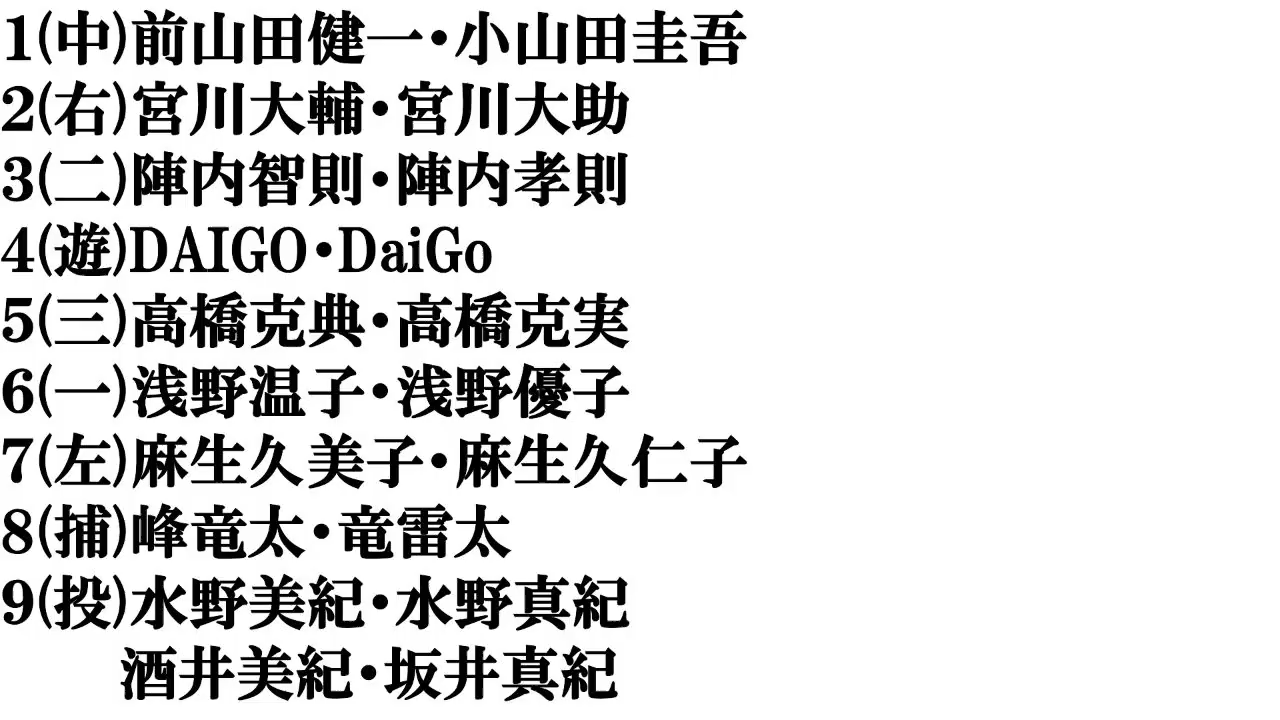 1(中)前山田健一・小山田圭吾
2(右)宮川大輔・宮川大助
3(二)陣内智則・陣内孝則
4(遊)DAIGO・DaiGo
5(三)高橋克典・高橋克実
6(一)浅野温子・浅野優子
7(左)麻生久美子・麻生久仁子
8(捕)峰竜太・竜雷太
9(投)水野美紀・水野真紀
酒井美紀・坂井真紀